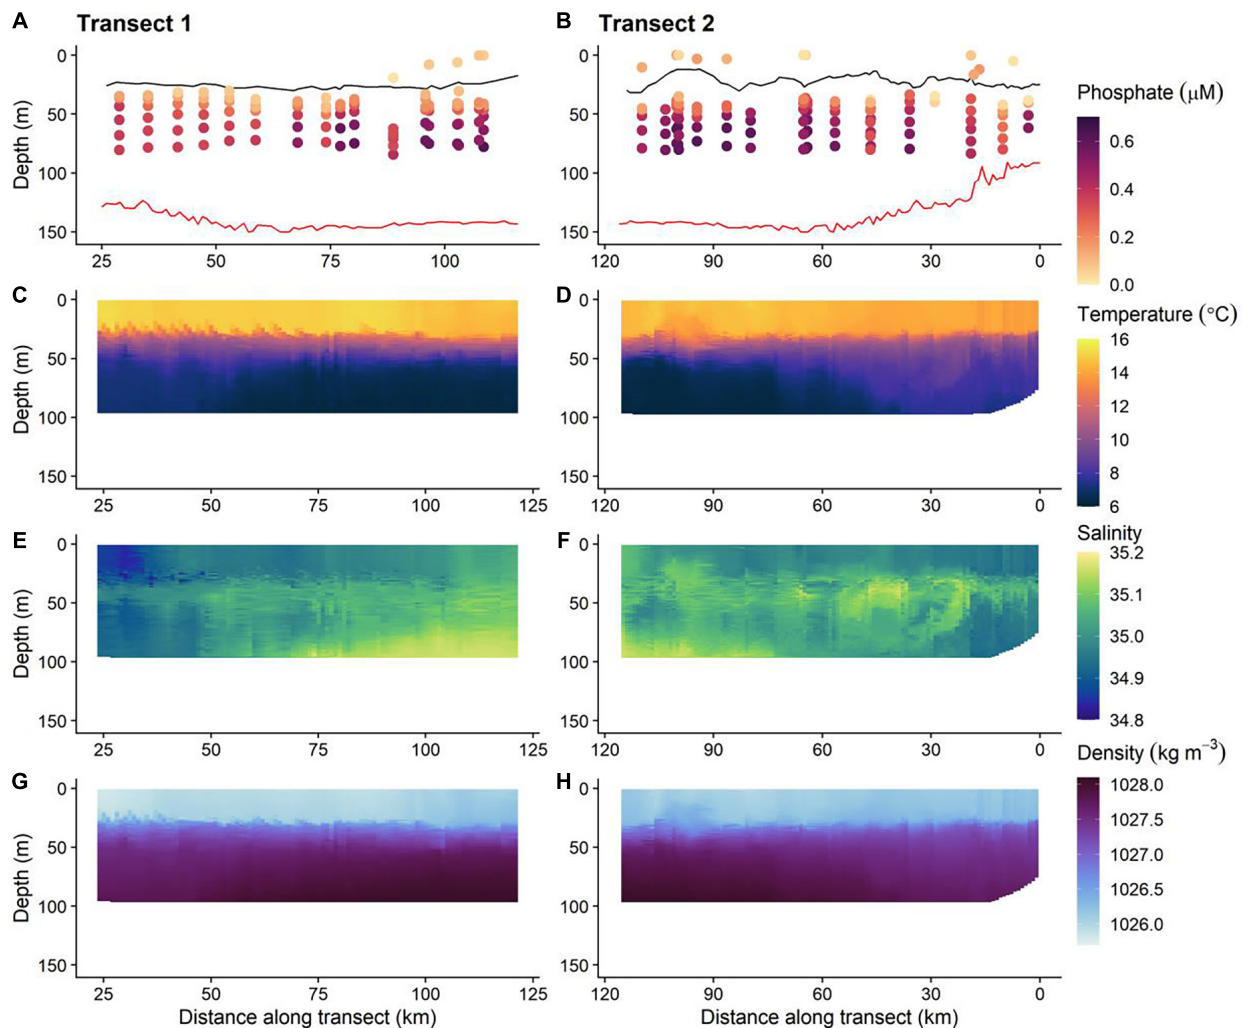 A Transect 1
B Transect 2
Depth (m)
0
50
100
150
25 50 75 100
120 90 60 30 0
Phosphate (µM)
0.6
0.4
0.2
0.0
C
D
Depth (m)
0
50
100
150
25 50 75 100 125
120 90 60 30 0
Temperature (°C)
16
14
12
10
8
6
E
F
Depth (m)
0
50
100
150
25 50 75 100 125
120 90 60 30 0
Salinity
35.2
35.1
35.0
34.9
34.8
G
H
Depth (m)
0
50
100
150
25 50 75 100 125
120 90 60 30 0
Density (kg m⁻³)
1028.0
1027.5
1027.0
1026.5
1026.0
Distance along transect (km)
Distance along transect (km)